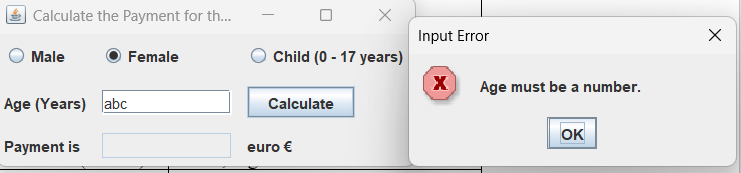 Calculate the Payment for th...
Male
Female
Child (0 - 17 years)
Age (Years)
abc
Calculate
Payment is
euro €
Input Error
Age must be a number.
OK